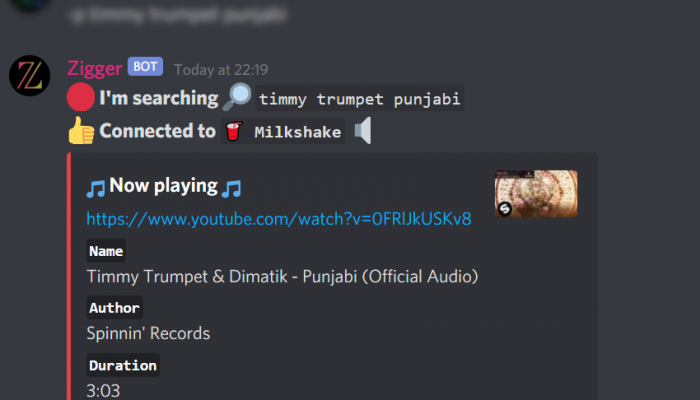 -p timmy trumpet punjabi
Zigger BOT Today at 22:19
I'm searching timmy trumpet punjabi
Connected to Milkshake
Now playing
https://www.youtube.com/watch?v=0FRlJkUSKv8
Name
Timmy Trumpet & Dimatik - Punjabi (Official Audio)
Author
Spinnin' Records
Duration
3:03